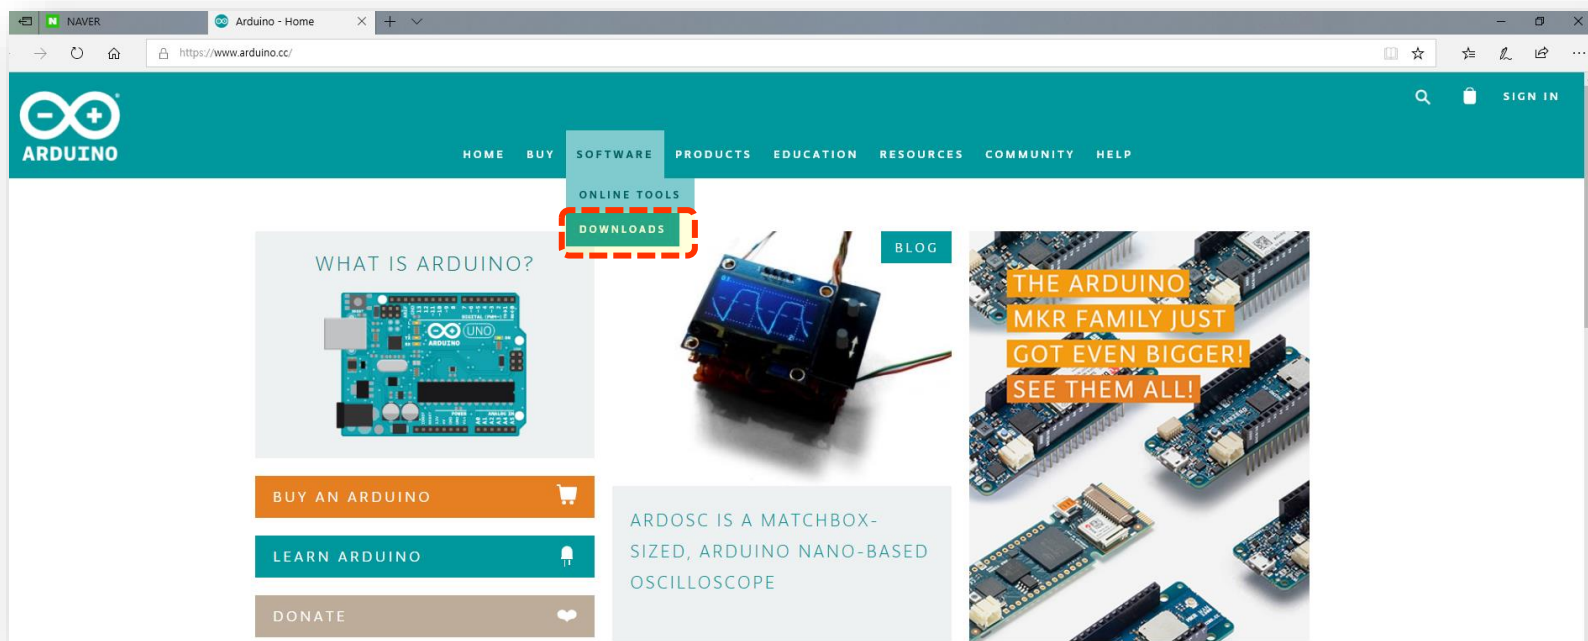 NAVER
Arduino - Home
https://www.arduino.cc/
SIGN IN
ARDUINO
HOME BUY SOFTWARE PRODUCTS EDUCATION RESOURCES COMMUNITY HELP
ONLINE TOOLS
DOWNLOADS
WHAT IS ARDUINO?
UNO
ARDUINO
BUY AN ARDUINO
LEARN ARDUINO
DONATE
BLOG
ARDOSC IS A MATCHBOX-
SIZED, ARDUINO NANO-BASED
OSCILLOSCOPE
THE ARDUINO
MKR FAMILY JUST
GOT EVEN BIGGER!
SEE THEM ALL!